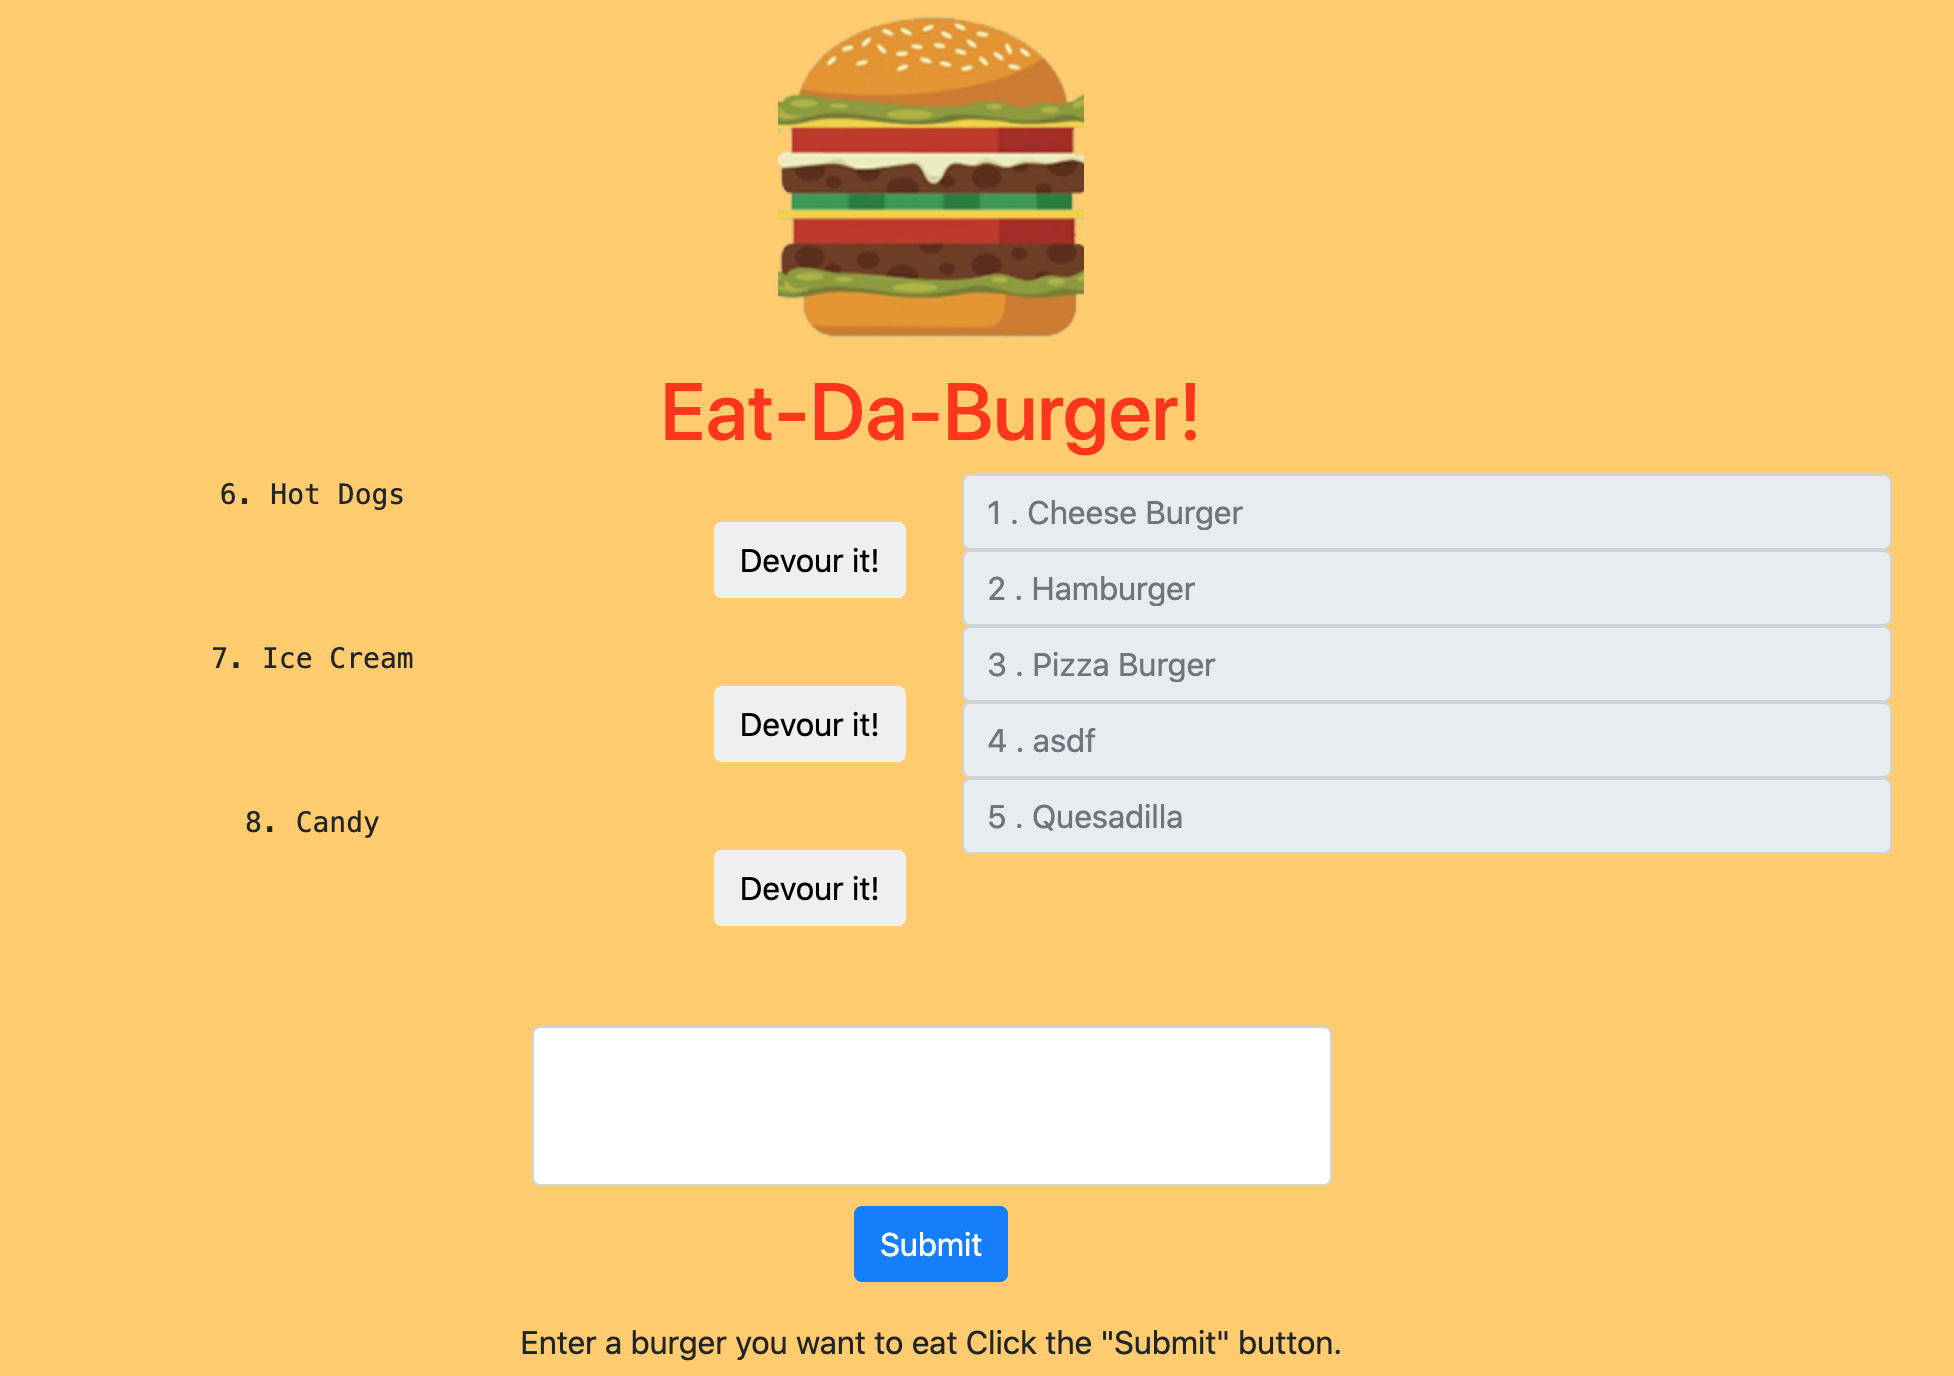 Eat-Da-Burger!
6. Hot Dogs
Devour it!
7. Ice Cream
Devour it!
8. Candy
Devour it!
1 . Cheese Burger
2 . Hamburger
3 . Pizza Burger
4 . asdf
5 . Quesadilla
Submit
Enter a burger you want to eat Click the "Submit" button.